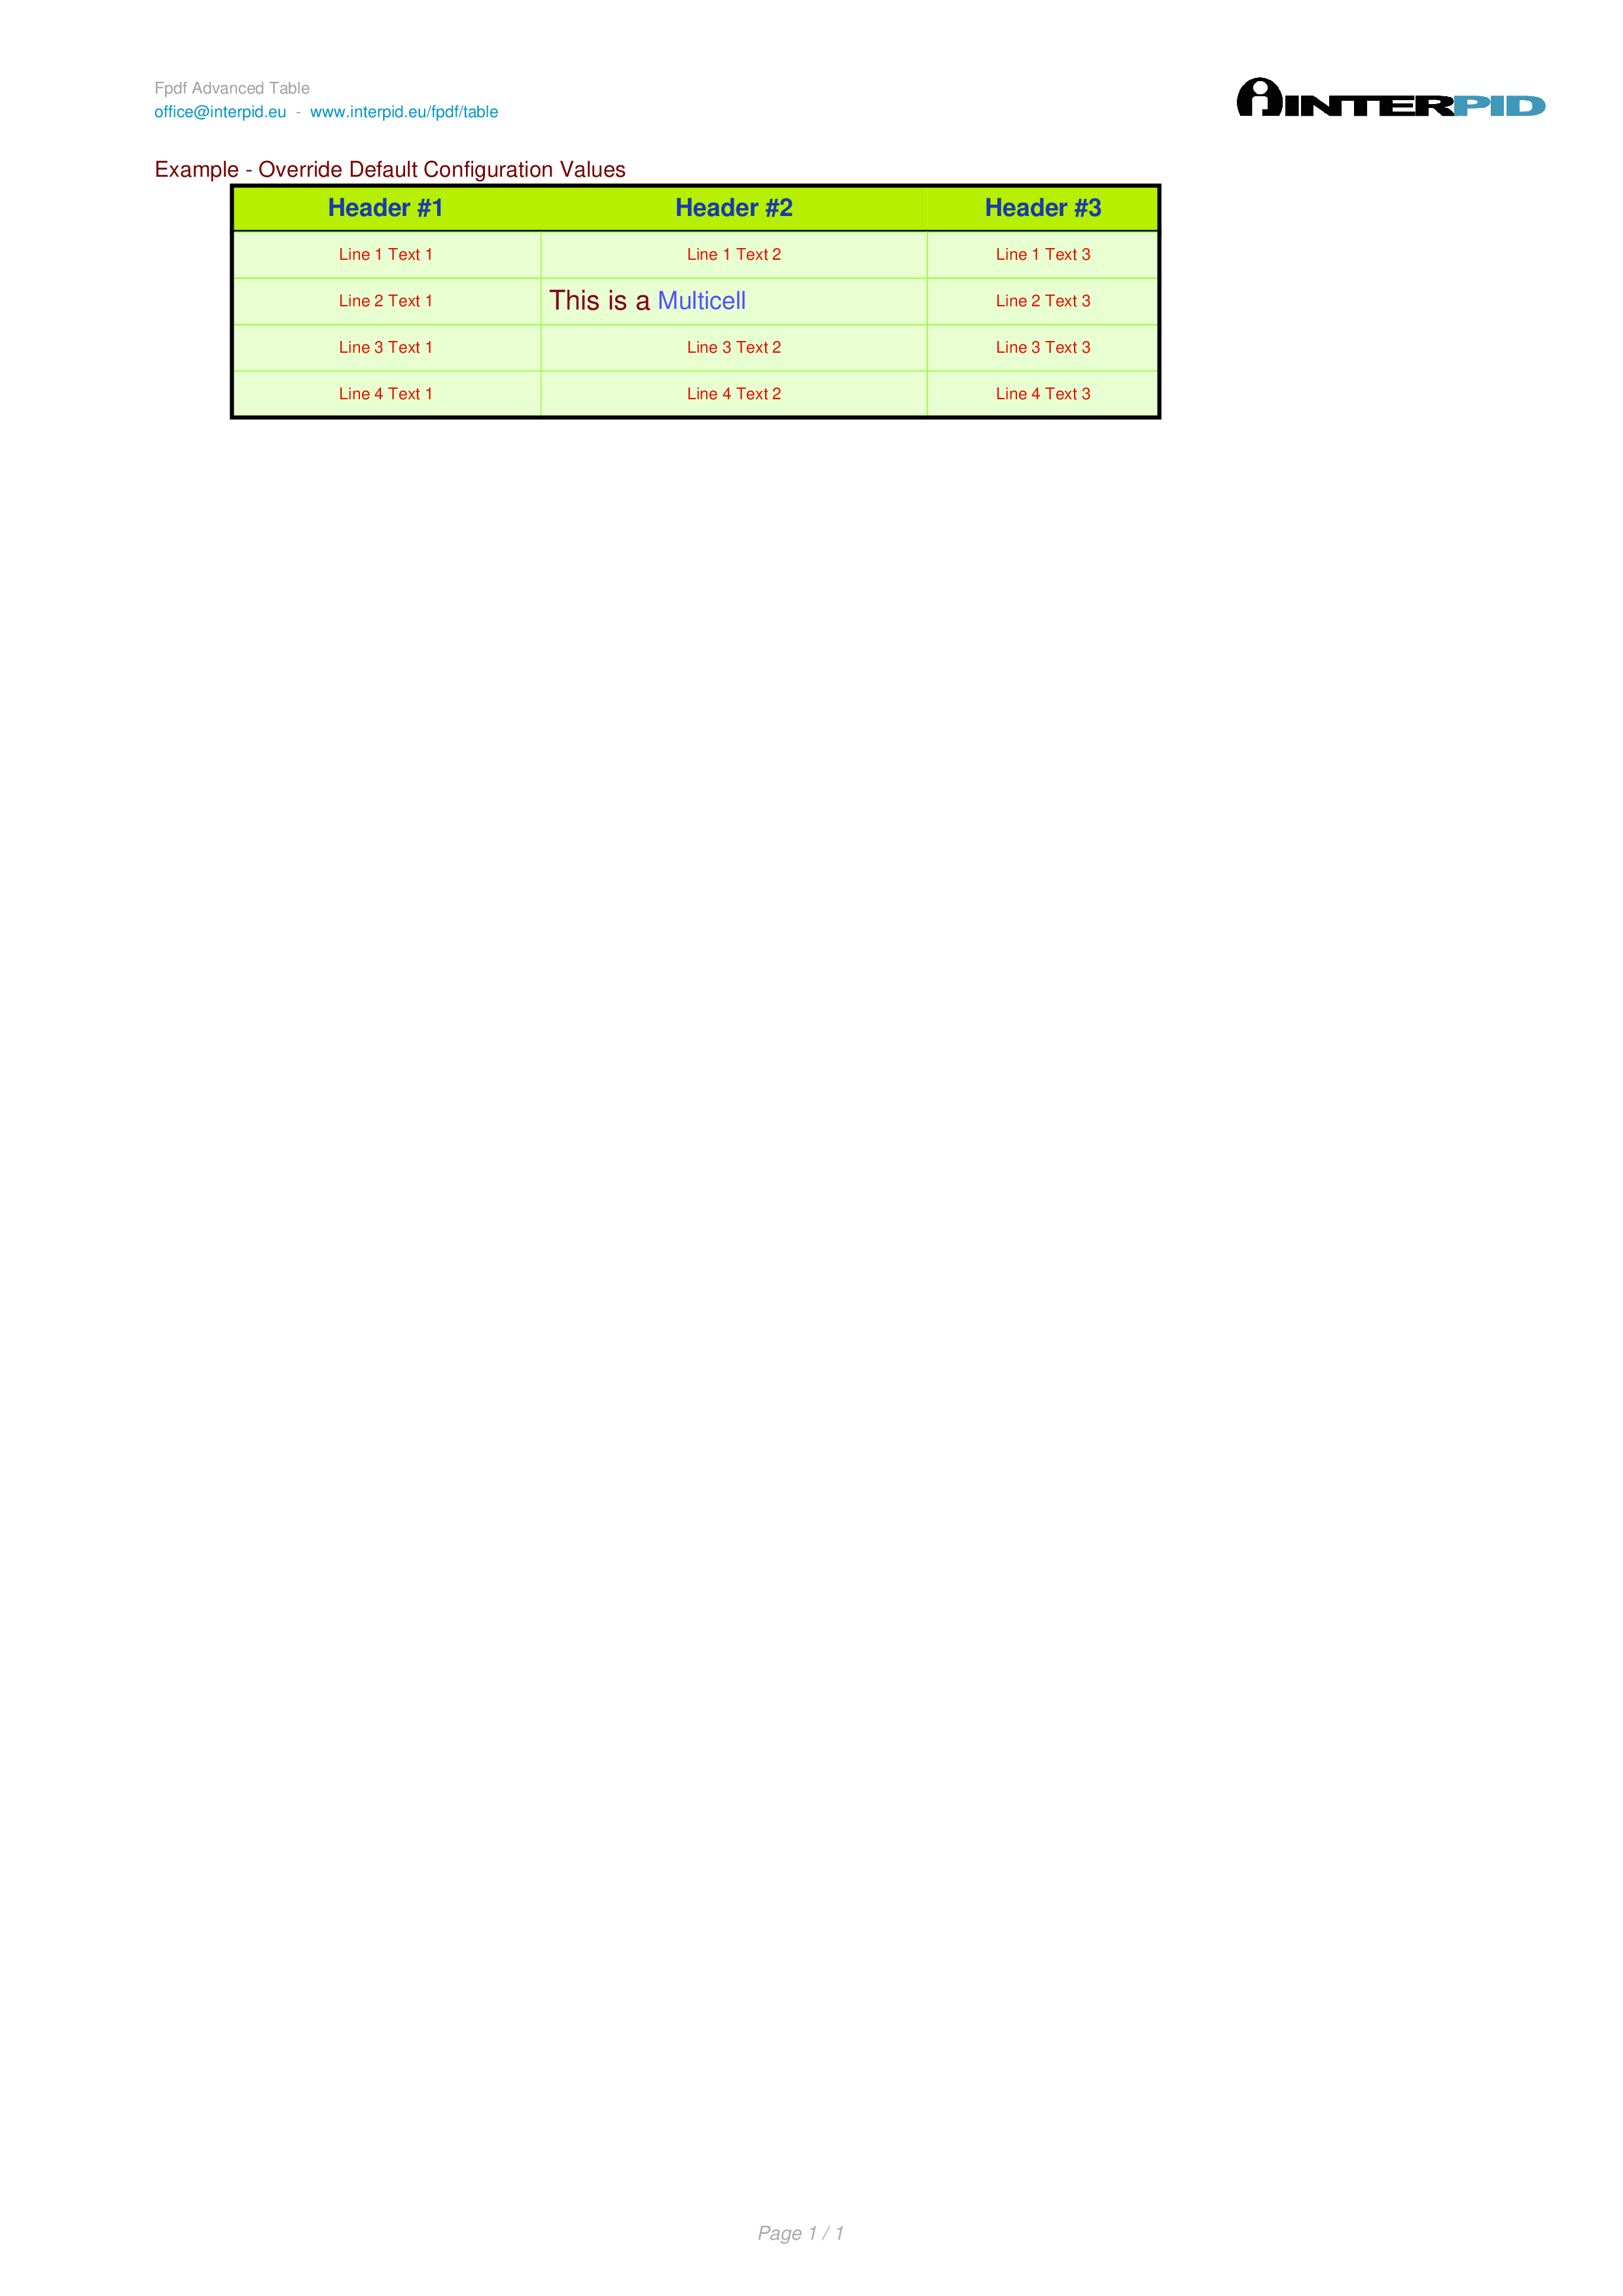 Fpdf Advanced Table
office@interpid.eu - www.interpid.eu/fpdf/table
INTERPID
Example - Override Default Configuration Values
Header #1 Header #2 Header #3
Line 1 Text 1 Line 1 Text 2 Line 1 Text 3
Line 2 Text 1 This is a Multicell Line 2 Text 3
Line 3 Text 1 Line 3 Text 2 Line 3 Text 3
Line 4 Text 1 Line 4 Text 2 Line 4 Text 3
Page 1 / 1